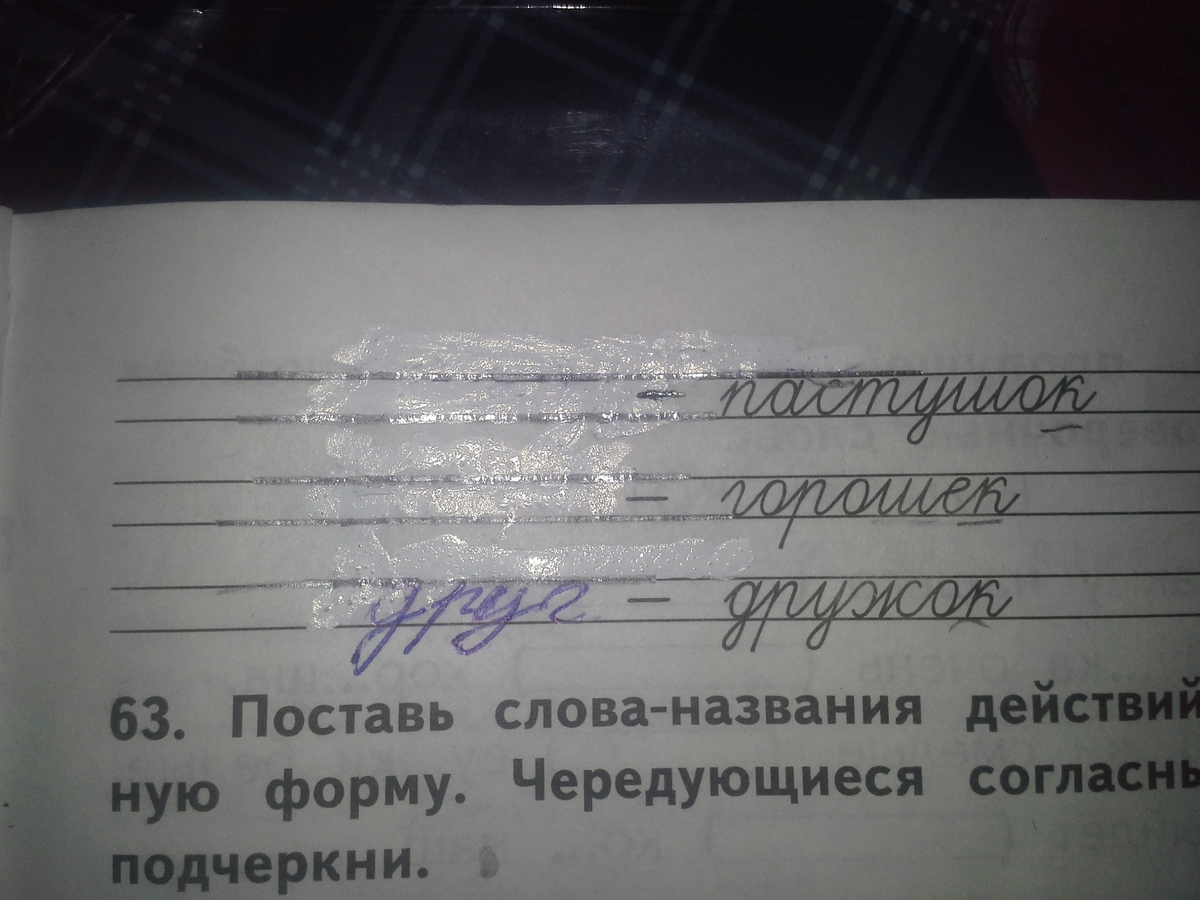 - пастушок
- горошек
друг - дружок
63. Поставь слова-названия действий
ную форму. Чередующиеся согласны
подчеркни.